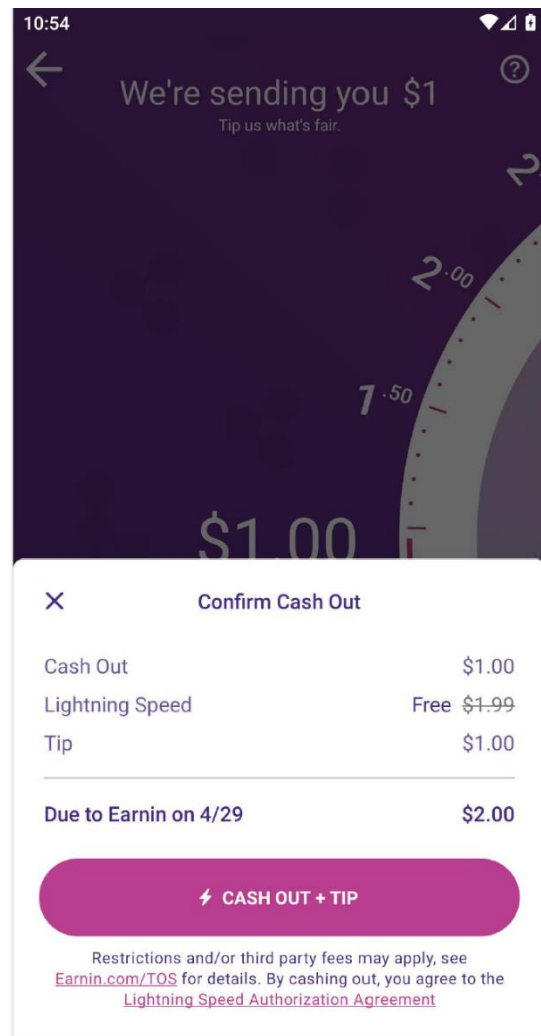 10:54
We're sending you $1
Tip us what's fair.
2.00
1.50
$1.00
Confirm Cash Out
Cash Out $1.00
Lightning Speed Free $1.99
Tip $1.00
Due to Earnin on 4/29 $2.00
CASH OUT + TIP
Restrictions and/or third party fees may apply, see
Earnin.com/TOS for details. By cashing out, you agree to the
Lightning Speed Authorization Agreement